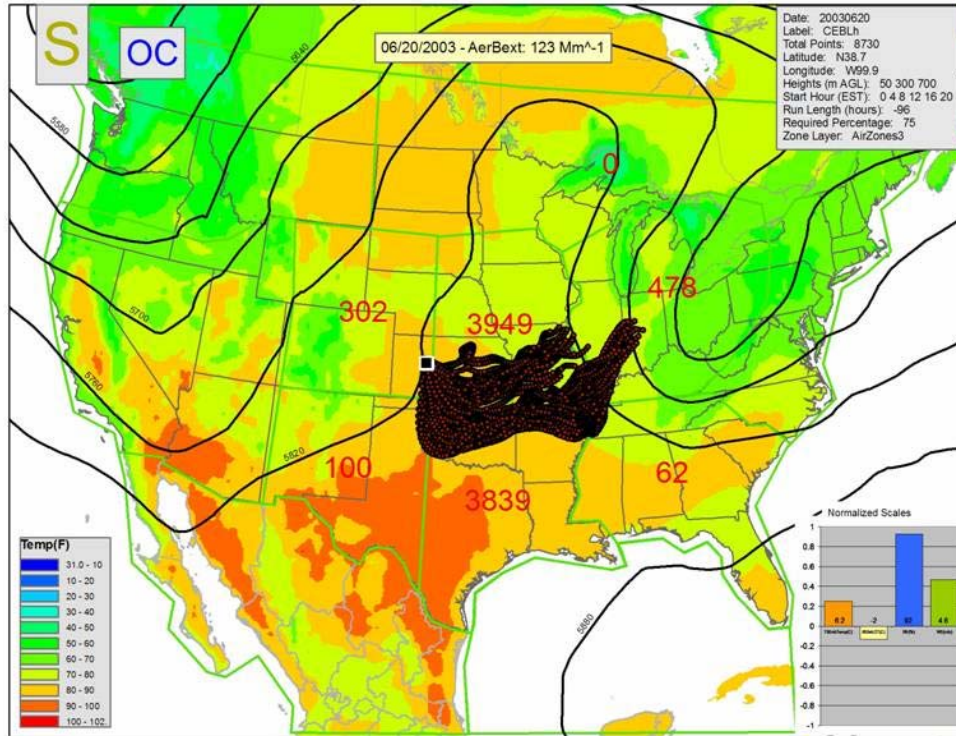 S
OC
06/20/2003 - AerBext: 123 Mm^-1
Date: 20030620
Label: CEBLh
Total Points: 8730
Latitude: N38.7
Longitude: W99.9
Heights (m AGL): 50 300 700
Start Hour (EST): 0 4 8 12 16 20
Run Length (hours): -96
Required Percentage: 75
Zone Layer: AirZones3
5640
5580
0
478
302
3949
5700
5760
5820
100
62
3839
5880
Temp(F)
31.0 - 10
10 - 20
20 - 30
30 - 40
40 - 50
50 - 60
60 - 70
70 - 80
80 - 90
90 - 100
100 - 102.
Normalized Scales
1
0.8
0.6
0.4
0.2
0
-0.2
-0.4
-0.6
-0.8
-1
6.2
-2
4.6